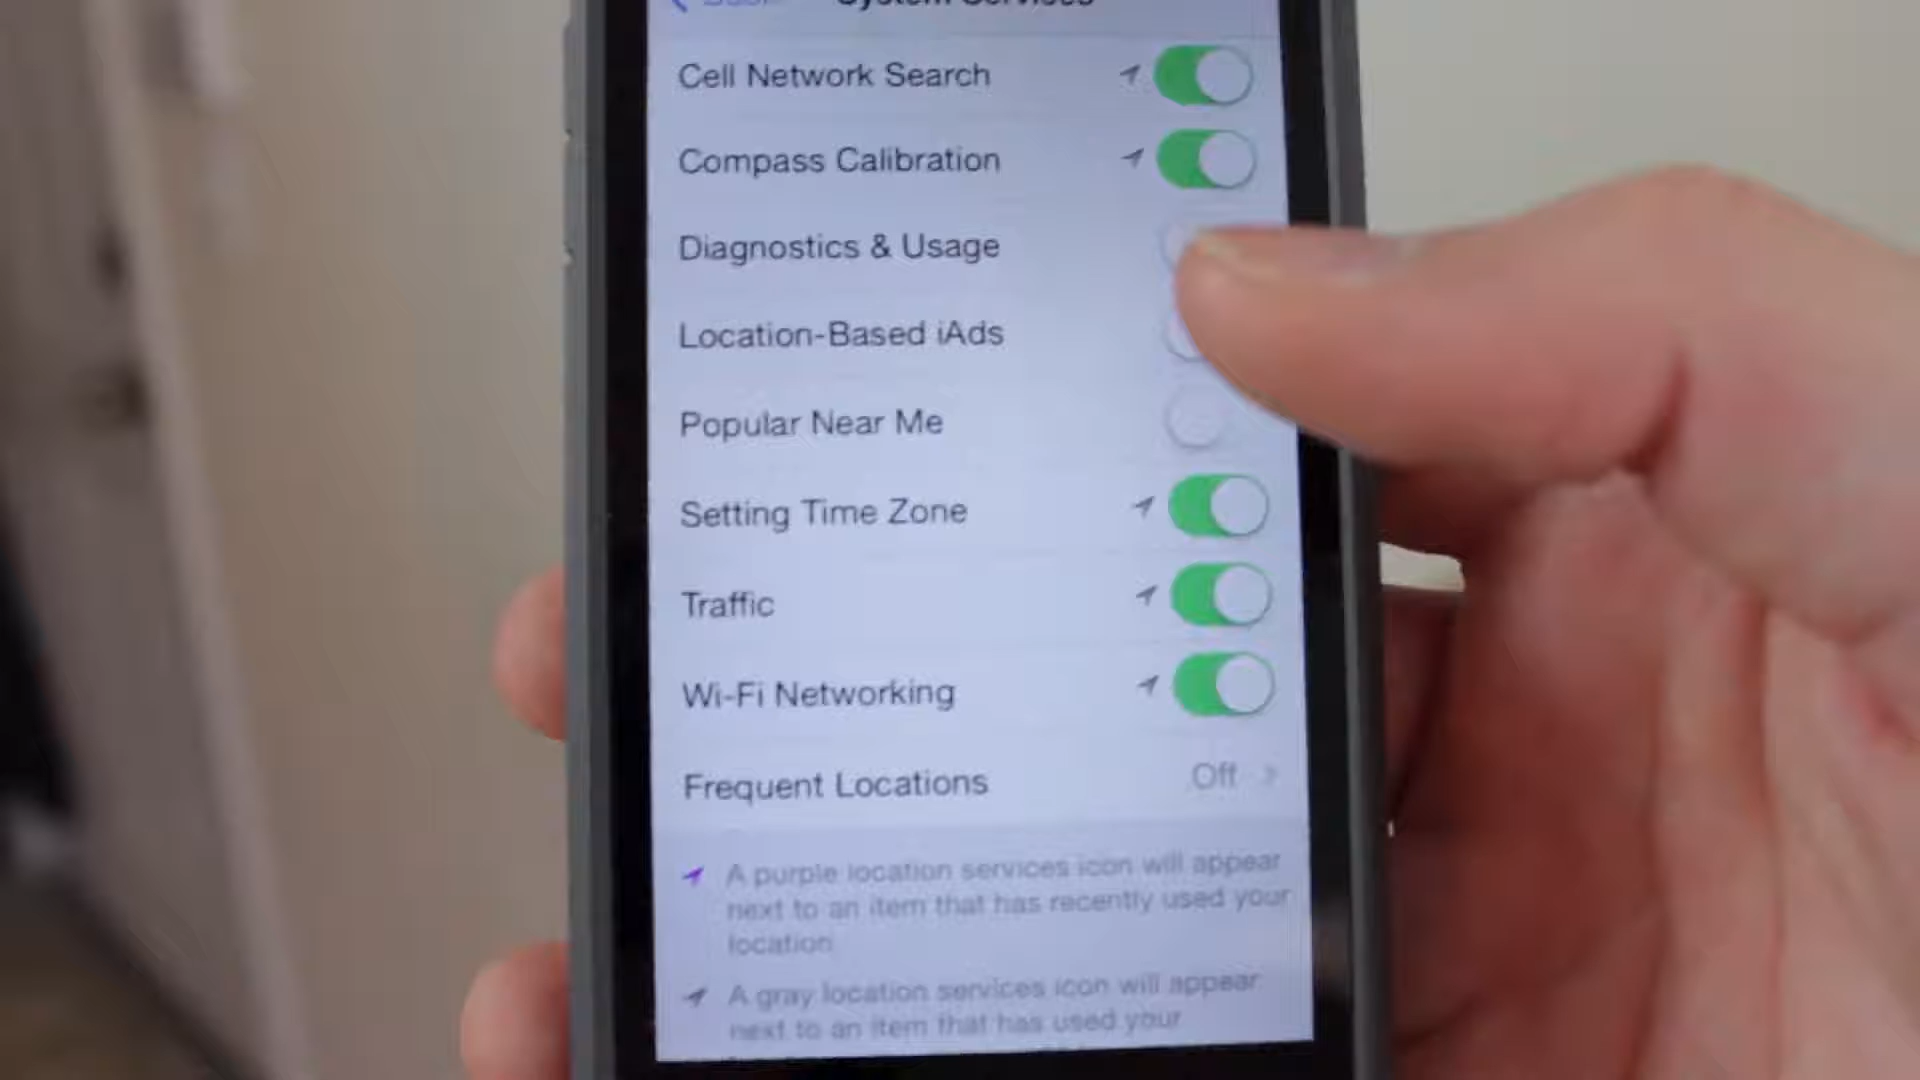 System Services
Cell Network Search
Compass Calibration
Diagnostics & Usage
Location-Based iAds
Popular Near Me
Setting Time Zone
Traffic
Wi-Fi Networking
Frequent Locations Off
A purple location services icon will appear
next to an item that has recently used your
location
A gray location services icon will appear
next to an item that has used your